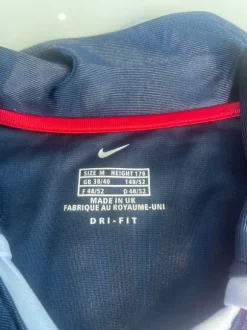 SIZE M HEIGHT 178
GB 38/40 148/52
F 48/52 D 48/52
MADE IN UK
FABRIQUE AU ROYAUME-UNI
DRI-FIT